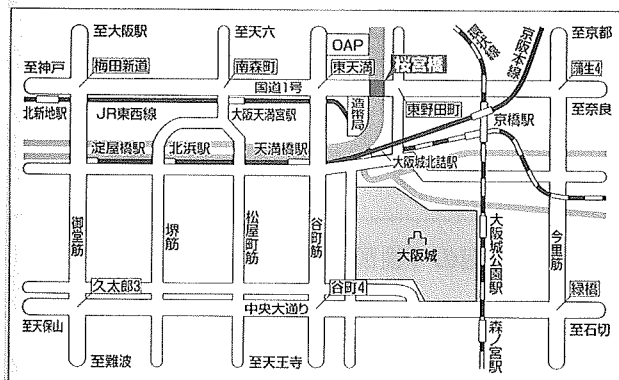 至大阪駅
至天六
OAP
至京都
至神戸
梅田新道
南森町
東天満
桜宮橋
環状線
京阪本線
蒲生4
国道1号
造幣局
東野田町
至奈良
北新地駅
JR東西線
大阪天満宮駅
京橋駅
淀屋橋駅
北浜駅
天満橋駅
大阪城北詰駅
御堂筋
堺筋
松屋町筋
谷町筋
大阪城
大阪城公園駅
今里筋
久太郎3
谷町4
緑橋
中央大通り
至天保山
至石切
森ノ宮駅
至難波
至天王寺